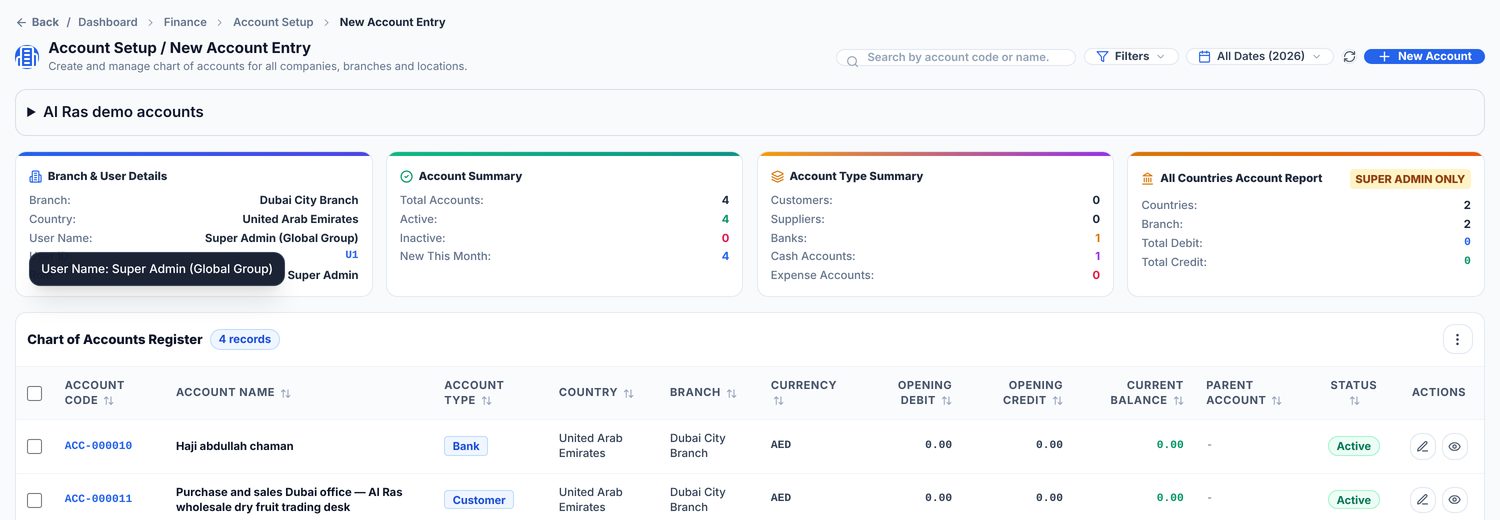 Back / Dashboard > Finance > Account Setup > New Account Entry
Account Setup / New Account Entry
Create and manage chart of accounts for all companies, branches and locations.
Search by account code or name.
Filters
All Dates (2026)
+ New Account
Al Ras demo accounts
Branch & User Details
Branch: Dubai City Branch
Country: United Arab Emirates
User Name: Super Admin (Global Group)
U1
User Name: Super Admin (Global Group)
Super Admin
Account Summary
Total Accounts: 4
Active: 4
Inactive: 0
New This Month: 4
Account Type Summary
Customers: 0
Suppliers: 0
Banks: 1
Cash Accounts: 1
Expense Accounts: 0
All Countries Account Report SUPER ADMIN ONLY
Countries: 2
Branch: 2
Total Debit: 0
Total Credit: 0
Chart of Accounts Register 4 records
ACCOUNT CODE
ACCOUNT NAME
ACCOUNT TYPE
COUNTRY
BRANCH
CURRENCY
OPENING DEBIT
OPENING CREDIT
CURRENT BALANCE
PARENT ACCOUNT
STATUS
ACTIONS
ACC-000010
Haji abdullah chaman
Bank
United Arab
Emirates
Dubai City
Branch
AED
0.00
0.00
0.00
-
Active
ACC-000011
Purchase and sales Dubai office — Al Ras
wholesale dry fruit trading desk
Customer
United Arab
Emirates
Dubai City
Branch
AED
0.00
0.00
0.00
-
Active